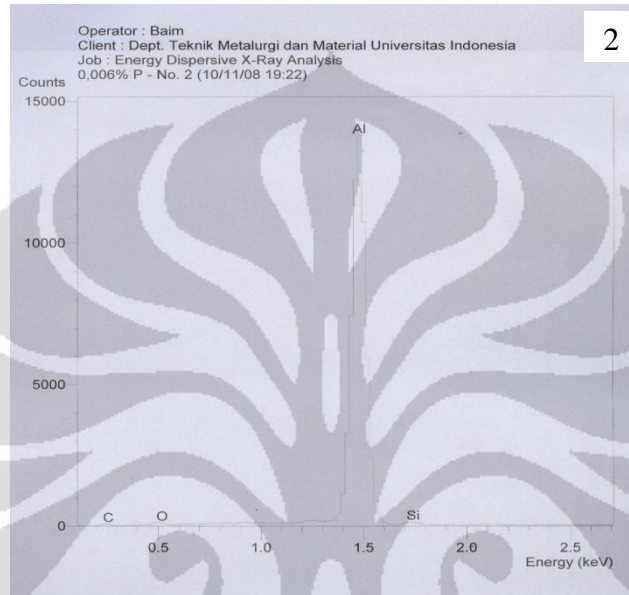 2
Operator : Baim
Client : Dept. Teknik Metalurgi dan Material Universitas Indonesia
Job : Energy Dispersive X-Ray Analysis
0,006% P - No. 2 (10/11/08 19:22)
Counts
15000
Al
10000
5000
C O Si
0
0.5 1.0 1.5 2.0 2.5
Energy (keV)